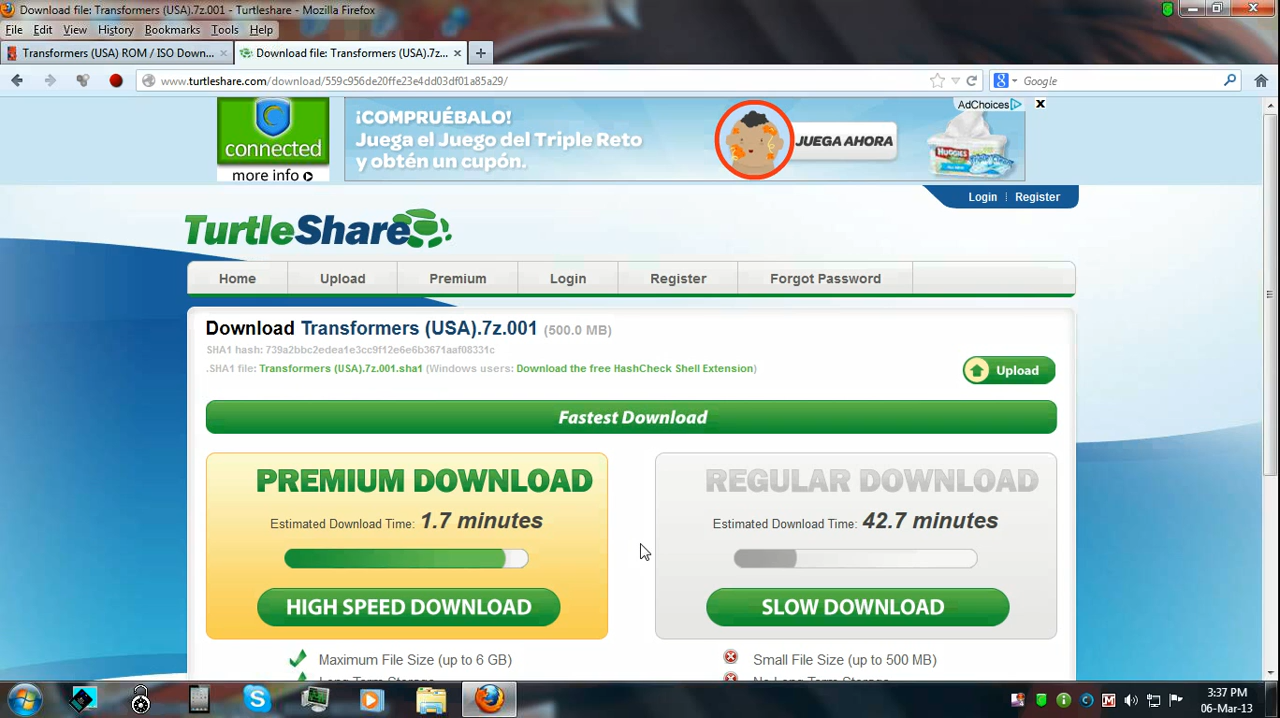 Download file: Transformers (USA).7z.001 - Turtleshare - Mozilla Firefox
File Edit View History Bookmarks Tools Help
Transformers (USA) ROM / ISO Down...
Download file: Transformers (USA).7z...
www.turtleshare.com/download/559c956de20ffe23e4dd03df01a85a29/
Google
connected
more info
¡COMPRUÉBALO!
Juega el Juego del Triple Reto
y obtén un cupón.
JUEGA AHORA
AdChoices
HUGGIES
Login
Register
TurtleShare
Home Upload Premium Login Register Forgot Password
Download Transformers (USA).7z.001 (500.0 MB)
SHA1 hash: 739a2bbc2edea1e3cc9f12e6e6b3671aaf08331c
.SHA1 file: Transformers (USA).7z.001.sha1 (Windows users: Download the free HashCheck Shell Extension)
Upload
Fastest Download
PREMIUM DOWNLOAD
Estimated Download Time: 1.7 minutes
HIGH SPEED DOWNLOAD
Maximum File Size (up to 6 GB)
REGULAR DOWNLOAD
Estimated Download Time: 42.7 minutes
SLOW DOWNLOAD
Small File Size (up to 500 MB)
3:37 PM
06-Mar-13